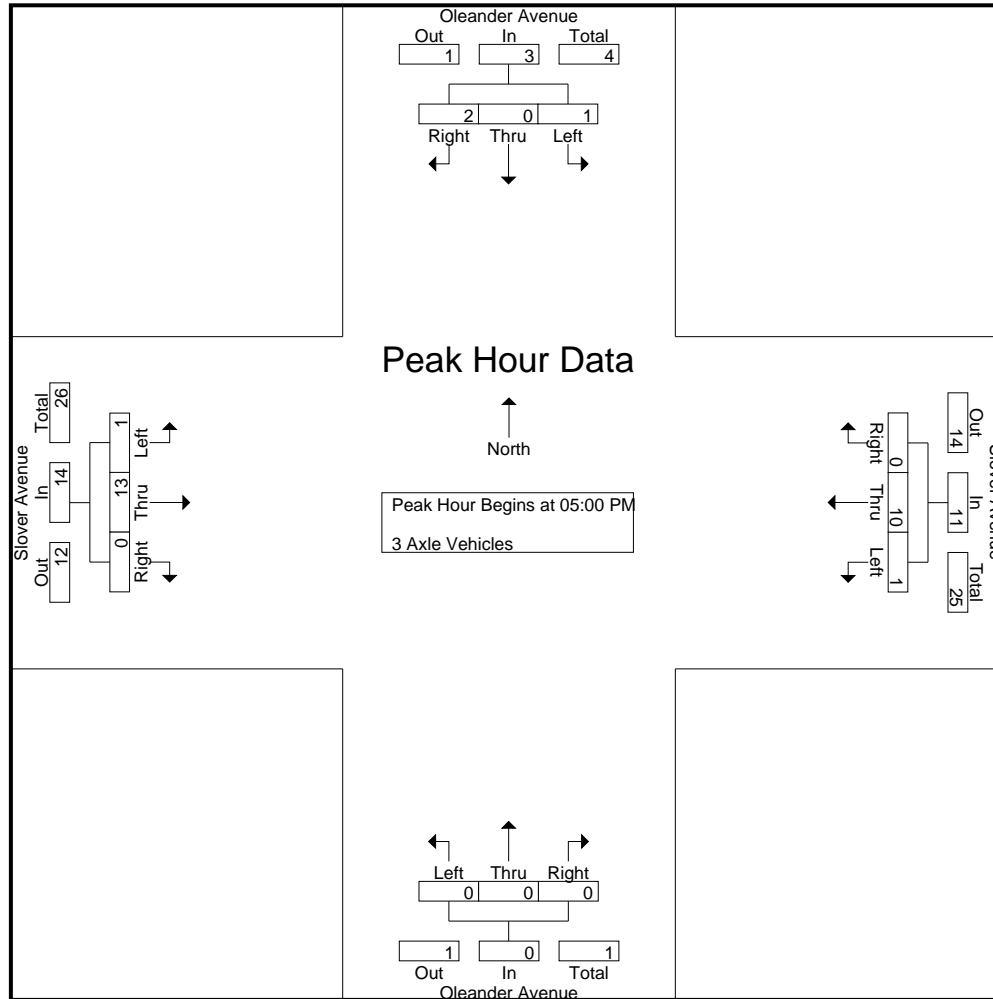 Oleander Avenue
Out In Total
1 3 4
2 0 1
Right Thru Left
Peak Hour Data
North
Peak Hour Begins at 05:00 PM
3 Axle Vehicles
Slover Avenue
Total In Out
26 14 12
1 13 0
Left Thru Right
Right Thru Left
0 10 1
14 11 25
Out In Total
Slover Avenue
Left Thru Right
0 0 0
1 0 1
Out In Total
Oleander Avenue